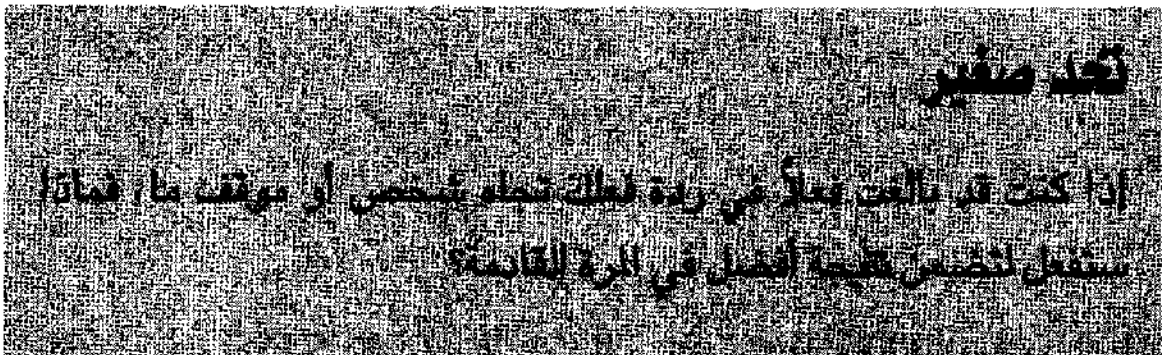 تحد صغير
إذا كنت قد بالغت فعلاً في ردة فعلك تجاه شخص أو موقف ما، فماذا
ستفعل لتضمن نتيجة أفضل في المرة القادمة؟